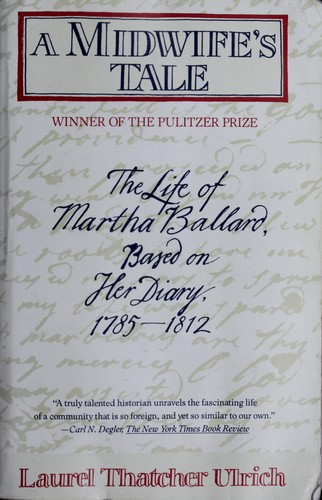 A MIDWIFE'S
TALE
WINNER OF THE PULITZER PRIZE
The Life of
Martha Ballard,
Based on
Her Diary,
1785—1812
"A truly talented historian unravels the fascinating life
of a community that is so foreign, and yet so similar to our own."
—Carl N. Degler, The New York Times Book Review
Laurel Thatcher Ulrich